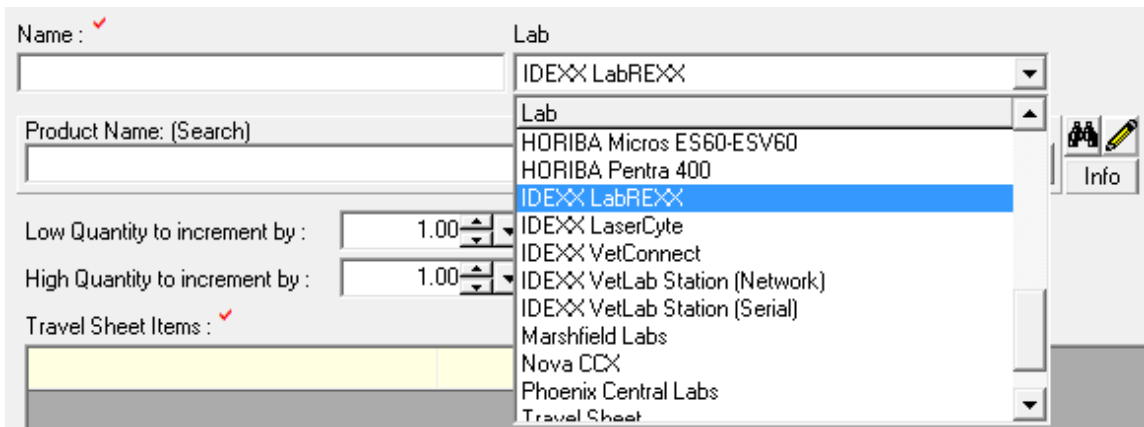 Name :
Lab
IDEXX LabREXX
Lab
Product Name: (Search)
HORIBA Micros ES60-ESV60
HORIBA Pentra 400
Info
IDEXX LabREXX
Low Quantity to increment by :
1.00
IDEXX LaserCyte
IDEXX VetConnect
High Quantity to increment by :
1.00
IDEXX VetLab Station (Network)
IDEXX VetLab Station (Serial)
Travel Sheet Items :
Marshfield Labs
Nova CCX
Phoenix Central Labs
Travel Sheet